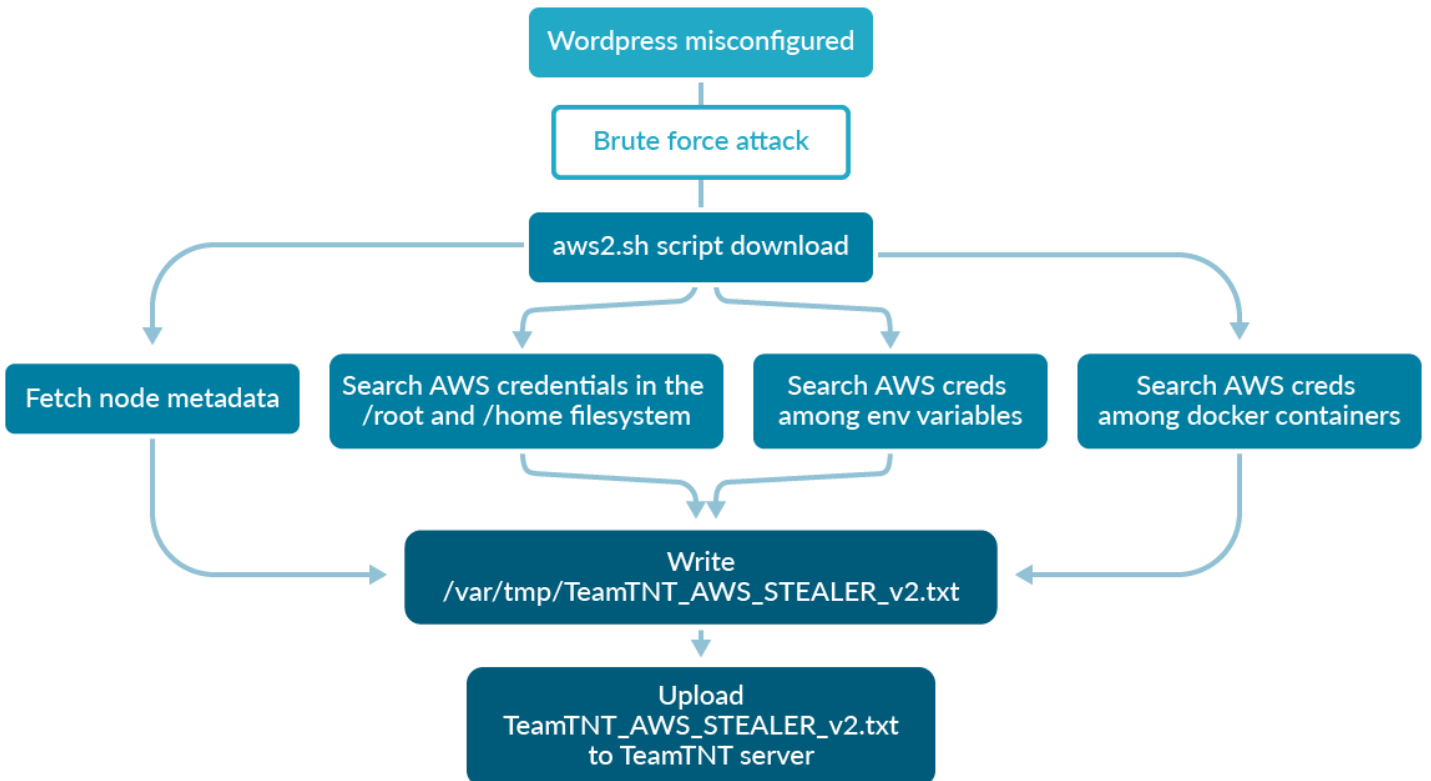 Wordpress misconfigured
Brute force attack
aws2.sh script download
Fetch node metadata
Search AWS credentials in the
/root and /home filesystem
Search AWS creds
among env variables
Search AWS creds
among docker containers
Write
/var/tmp/TeamTNT_AWS_STEALER_v2.txt
Upload
TeamTNT_AWS_STEALER_v2.txt
to TeamTNT server